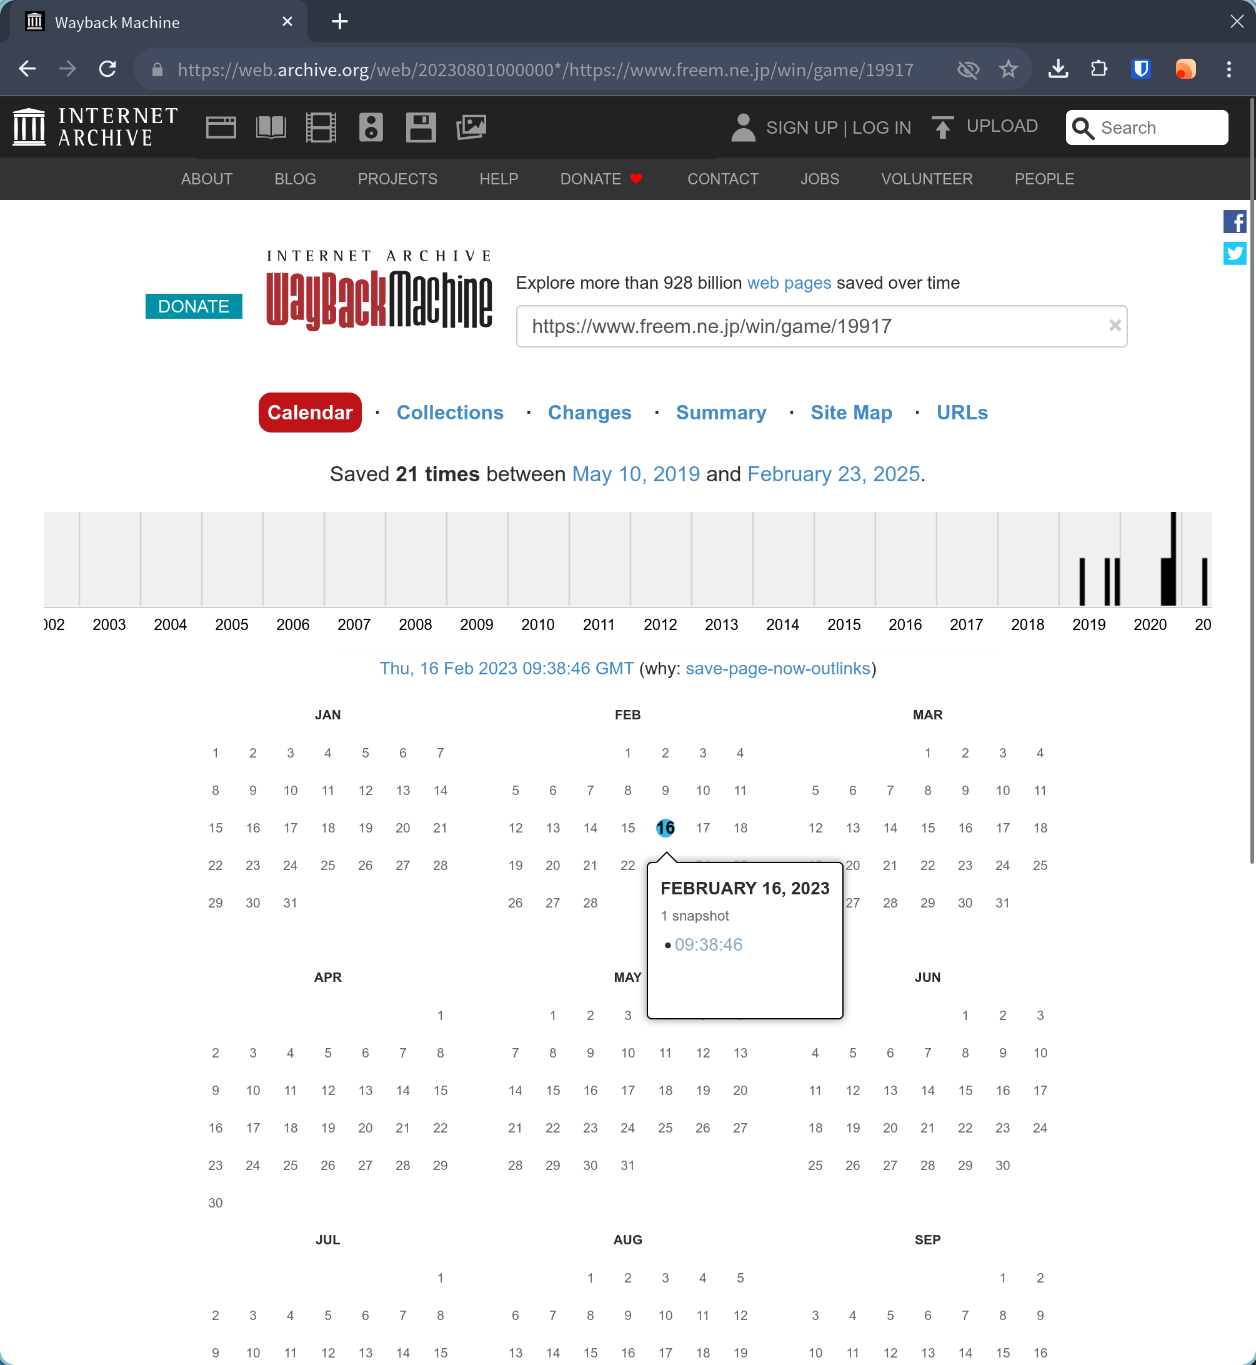 Wayback Machine
https://web.archive.org/web/20230801000000*/https://www.freem.ne.jp/win/game/19917
INTERNET ARCHIVE
SIGN UP | LOG IN
UPLOAD
Search
ABOUT BLOG PROJECTS HELP DONATE CONTACT JOBS VOLUNTEER PEOPLE
DONATE
INTERNET ARCHIVE
WayBackMachine
Explore more than 928 billion web pages saved over time
https://www.freem.ne.jp/win/game/19917
Calendar · Collections · Changes · Summary · Site Map · URLs
Saved 21 times between May 10, 2019 and February 23, 2025.
002 2003 2004 2005 2006 2007 2008 2009 2010 2011 2012 2013 2014 2015 2016 2017 2018 2019 2020 20
Thu, 16 Feb 2023 09:38:46 GMT (why: save-page-now-outlinks)
JAN
1 2 3 4 5 6 7
8 9 10 11 12 13 14
15 16 17 18 19 20 21
22 23 24 25 26 27 28
29 30 31
FEB
1 2 3 4
5 6 7 8 9 10 11
12 13 14 15 16 17 18
19 20 21 22
26 27 28
FEBRUARY 16, 2023
1 snapshot
09:38:46
MAR
1 2 3 4
5 6 7 8 9 10 11
12 13 14 15 16 17 18
20 21 22 23 24 25
27 28 29 30 31
APR
1
2 3 4 5 6 7 8
9 10 11 12 13 14 15
16 17 18 19 20 21 22
23 24 25 26 27 28 29
30
MAY
1 2 3
7 8 9 10 11 12 13
14 15 16 17 18 19 20
21 22 23 24 25 26 27
28 29 30 31
JUN
1 2 3
4 5 6 7 8 9 10
11 12 13 14 15 16 17
18 19 20 21 22 23 24
25 26 27 28 29 30
JUL
1
2 3 4 5 6 7 8
9 10 11 12 13 14 15
AUG
1 2 3 4 5
6 7 8 9 10 11 12
13 14 15 16 17 18 19
SEP
1 2
3 4 5 6 7 8 9
10 11 12 13 14 15 16